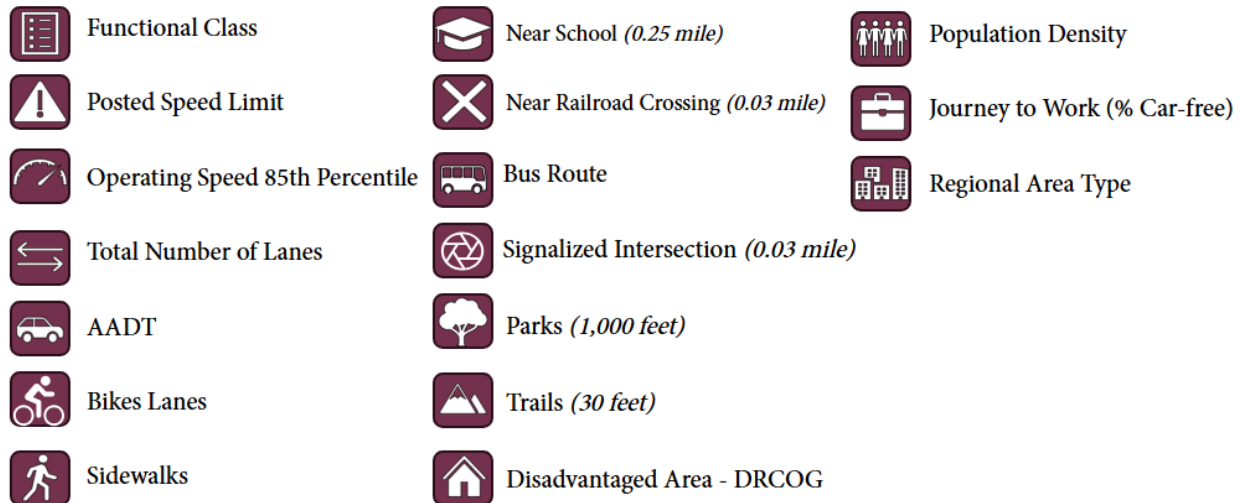 Functional Class
Posted Speed Limit
Operating Speed 85th Percentile
Total Number of Lanes
AADT
Bikes Lanes
Sidewalks
Near School (0.25 mile)
Near Railroad Crossing (0.03 mile)
Bus Route
Signalized Intersection (0.03 mile)
Parks (1,000 feet)
Trails (30 feet)
Disadvantaged Area - DRCOG
Population Density
Journey to Work (% Car-free)
Regional Area Type